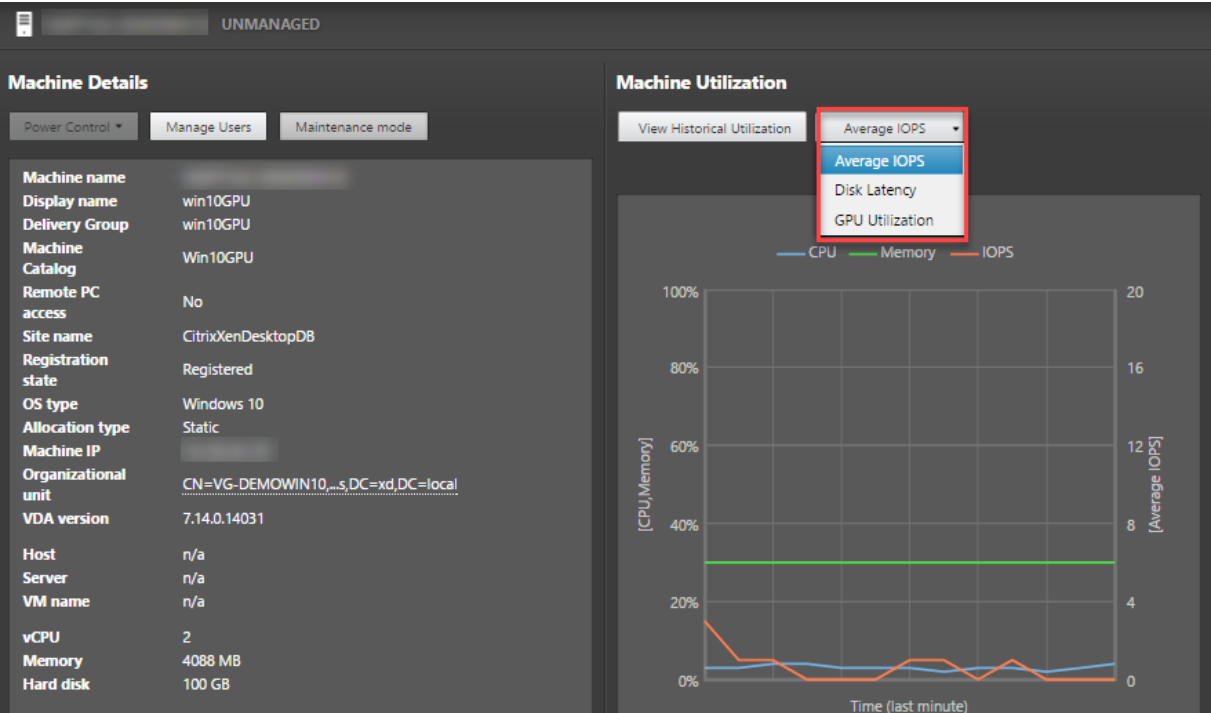 UNMANAGED
Machine Details
Power Control
Manage Users
Maintenance mode
Machine name
Display name win10GPU
Delivery Group win10GPU
Machine
Catalog
Win10GPU
Remote PC
access
No
Site name CitrixXenDesktopDB
Registration
state
Registered
OS type Windows 10
Allocation type Static
Machine IP
Organizational
unit
CN=VG-DEMOWIN10,...s,DC=xd,DC=local
VDA version 7.14.0.14031
Host n/a
Server n/a
VM name n/a
vCPU 2
Memory 4088 MB
Hard disk 100 GB
Machine Utilization
View Historical Utilization
Average IOPS
Average IOPS
Disk Latency
GPU Utilization
CPU Memory IOPS
100% 20
80% 16
60% 12
40% 8
20% 4
0% 0
[CPU,Memory]
[Average IOPS]
Time (last minute)